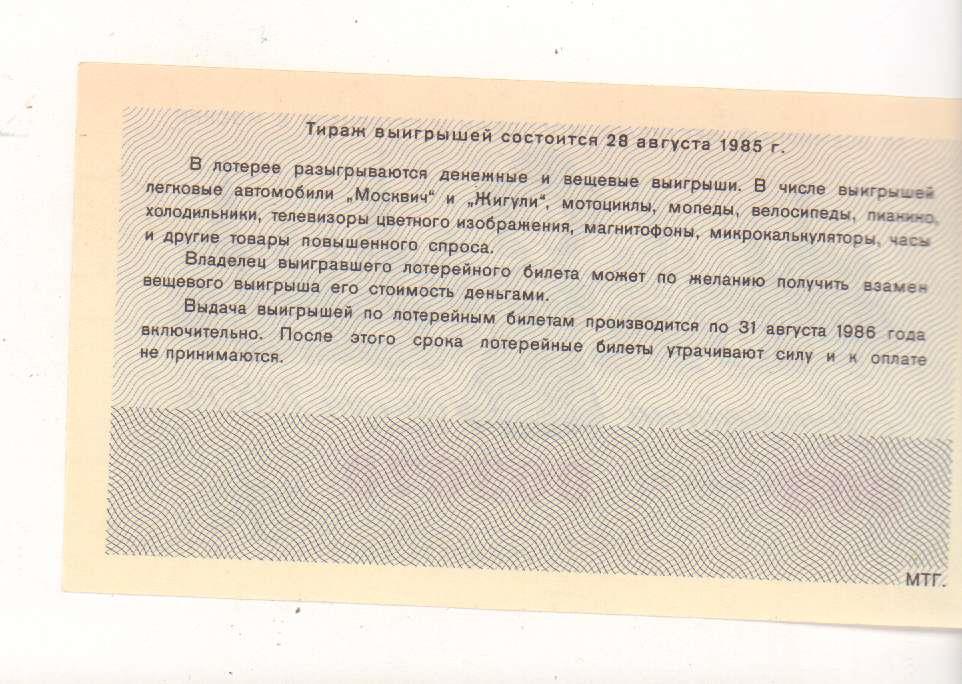 Тираж выигрышей состоится 28 августа 1985 г.
В лотерее разыгрываются денежные и вещевые выигрыши. В числе выигрышей
легковые автомобили „Москвич“ и „Жигули“, мотоциклы, мопеды, велосипеды, пианино,
холодильники, телевизоры цветного изображения, магнитофоны, микрокалькуляторы, часы
и другие товары повышенного спроса.
Владелец выигравшего лотерейного билета может по желанию получить взамен
вещевого выигрыша его стоимость деньгами.
Выдача выигрышей по лотерейным билетам производится по 31 августа 1986 года
включительно. После этого срока лотерейные билеты утрачивают силу и к оплате
не принимаются.
МТГ.